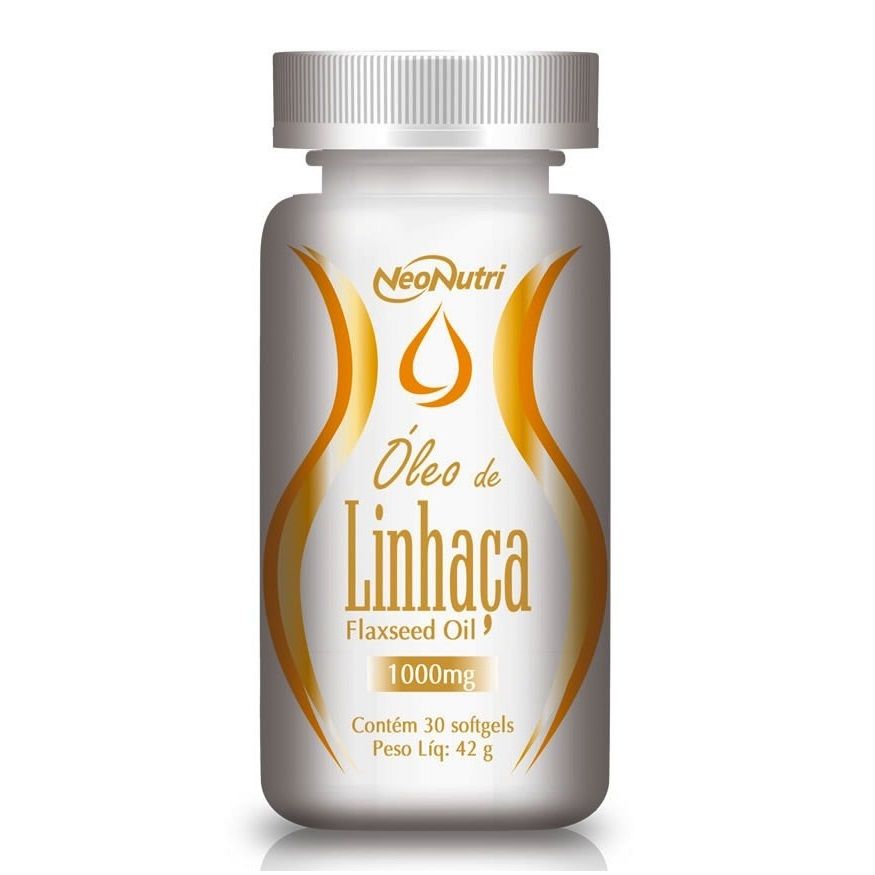 NeoNutri
Óleo de
Linhaça
Flaxseed Oil
1000mg
Contém 30 softgels
Peso Líq: 42 g